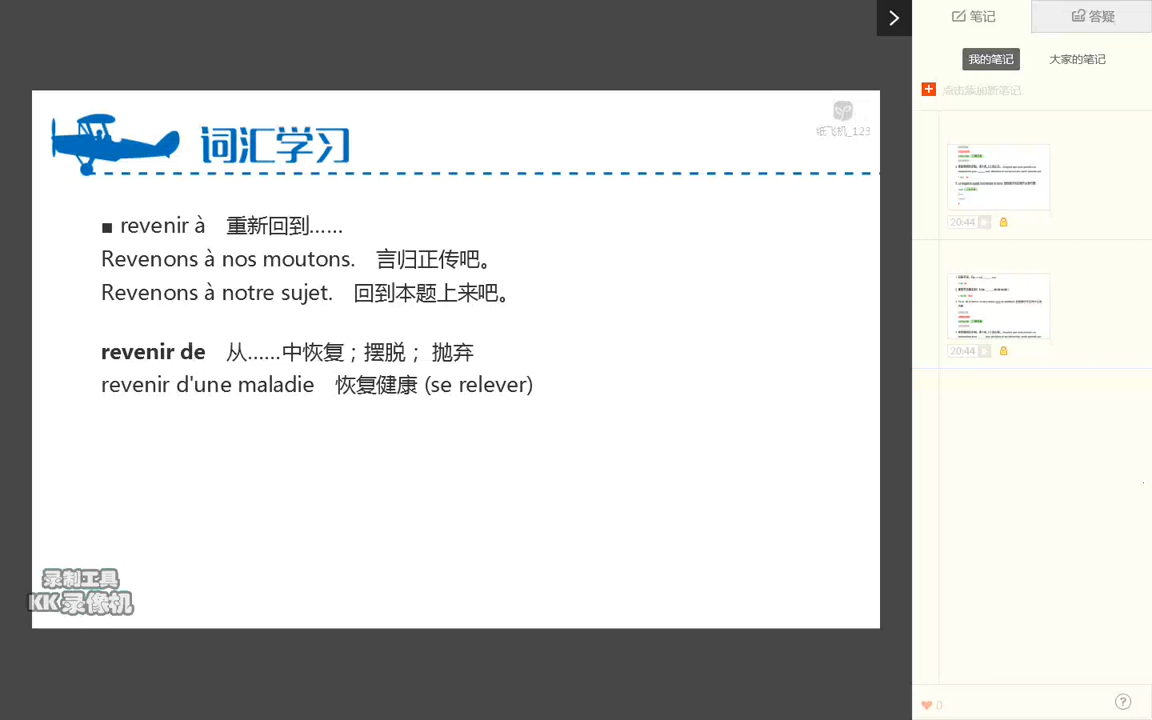 笔记
答疑
我的笔记
大家的笔记
点击添加新笔记
词汇学习
纸飞机_123
■ revenir à 重新回到……
Revenons à nos moutons. 言归正传吧。
Revenons à notre sujet. 回到本题上来吧。
revenir de 从……中恢复；摆脱； 抛弃
revenir d'une maladie 恢复健康 (se relever)
20:44
20:44
录制工具
KK录像机
0